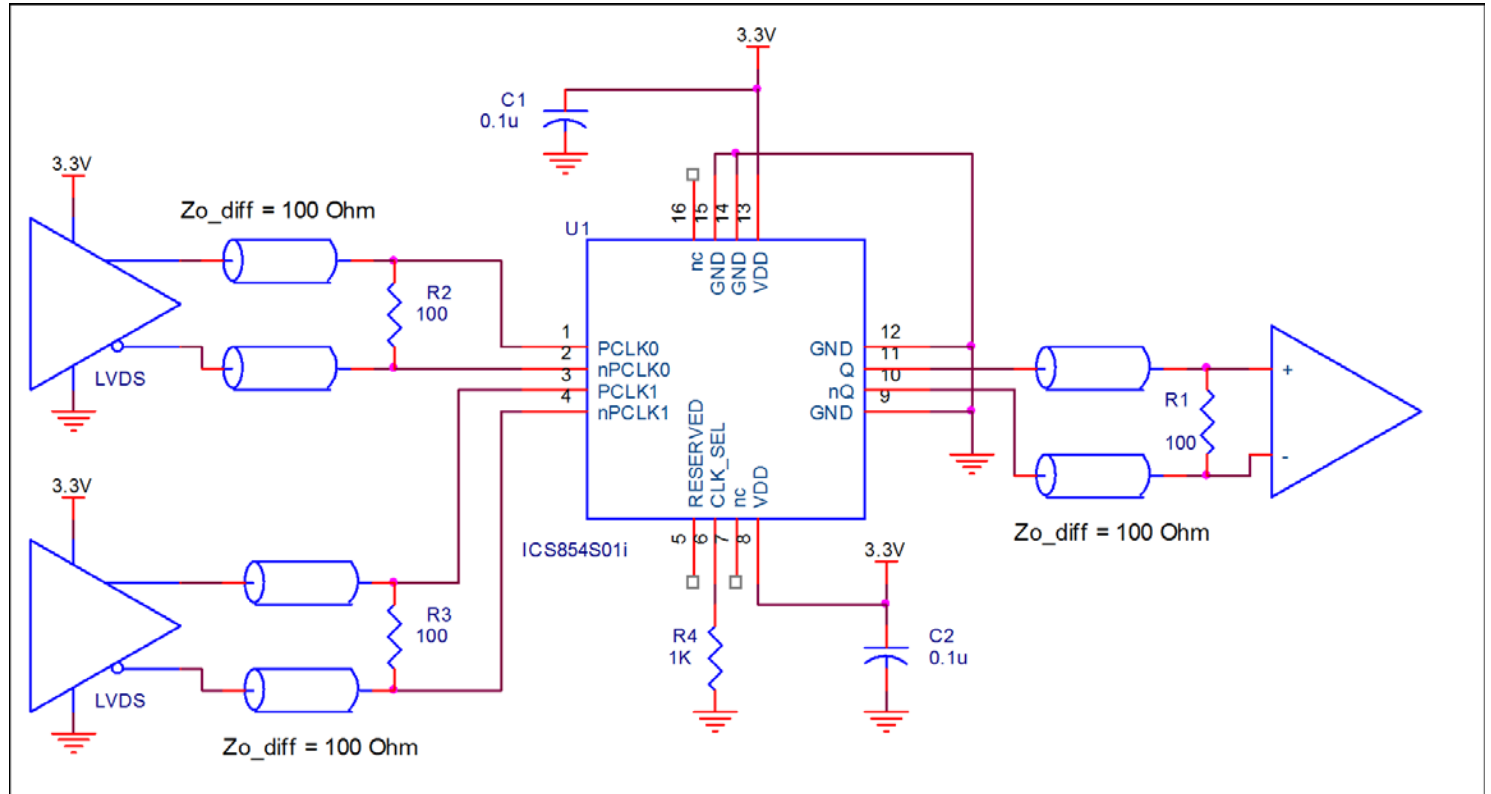 3.3V
C1
0.1u
3.3V
Zo_diff = 100 Ohm
R2
100
LVDS
U1
16
15
14
13
nc
GND
GND
VDD
1
2
3
4
PCLK0
nPCLK0
PCLK1
nPCLK1
GND
Q
nQ
GND
12
11
10
9
RESERVED
CLK_SEL
nc
VDD
5
6
7
8
ICS854S01i
+
-
R1
100
Zo_diff = 100 Ohm
3.3V
R3
100
LVDS
Zo_diff = 100 Ohm
R4
1K
3.3V
C2
0.1u